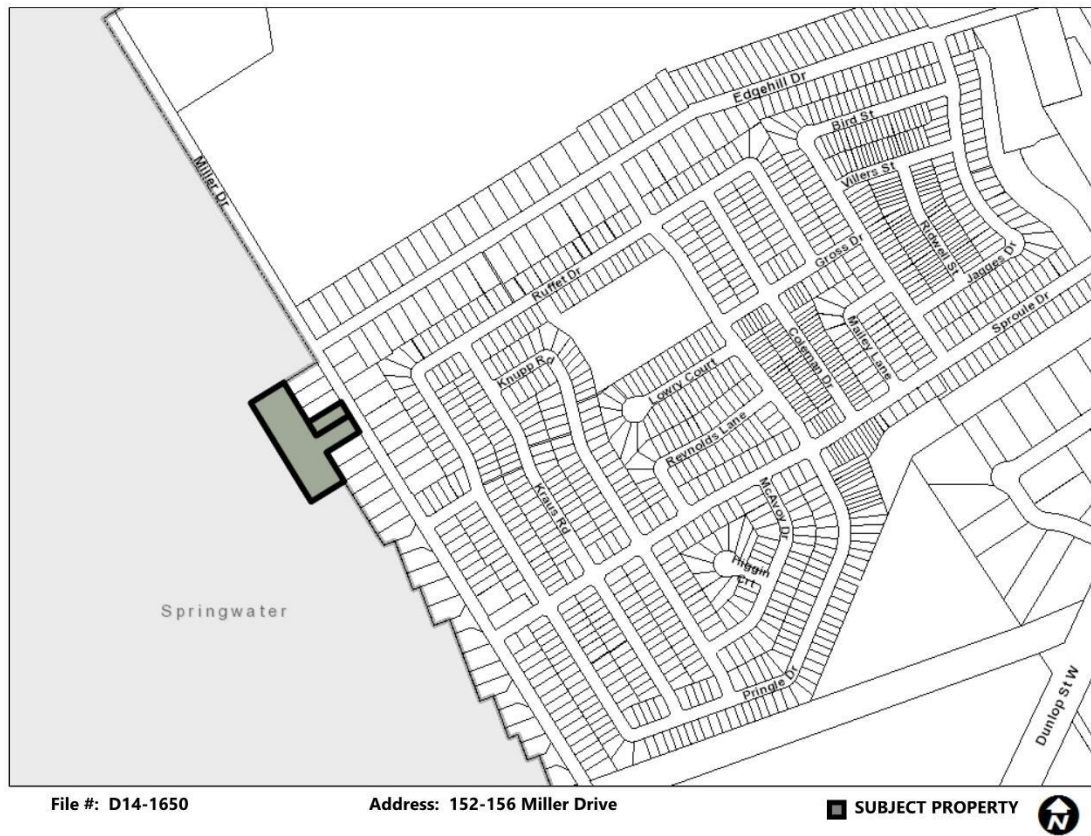 Edgehill Dr
Bird St
Miller Dr
Villers St
Ridwell St
Gross Dr
Jagges Dr
Ruffet Dr
Sproule Dr
Mailey Lane
Coleman Dr
Knupp Rd
Lowry Court
Reynolds Lane
McAvoy Dr
Kraus Rd
Higgin
Crt
Springwater
Pringle Dr
Dunlop St W
File #: D14-1650 Address: 152-156 Miller Drive SUBJECT PROPERTY N